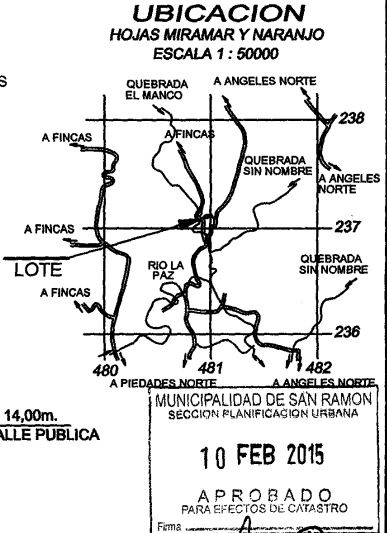 UBICACION
HOJAS MIRAMAR Y NARANJO
ESCALA 1 : 50000
S
QUEBRADA
EL MANCO
A ANGELES NORTE
238
A FINCAS
A FINCAS
QUEBRADA
SIN NOMBRE
A ANGELES
NORTE
A FINCAS
237
LOTE
RIO LA
PAZ
QUEBRADA
SIN NOMBRE
A FINCAS
236
480
481
482
A PIEDADES NORTE
A ANGELES NORTE
14,00m.
ALLE PUBLICA
MUNICIPALIDAD DE SAN RAMON
SECCION PLANIFICACION URBANA
10 FEB 2015
APROBADO
PARA EFECTOS DE CATASTRO
Firma